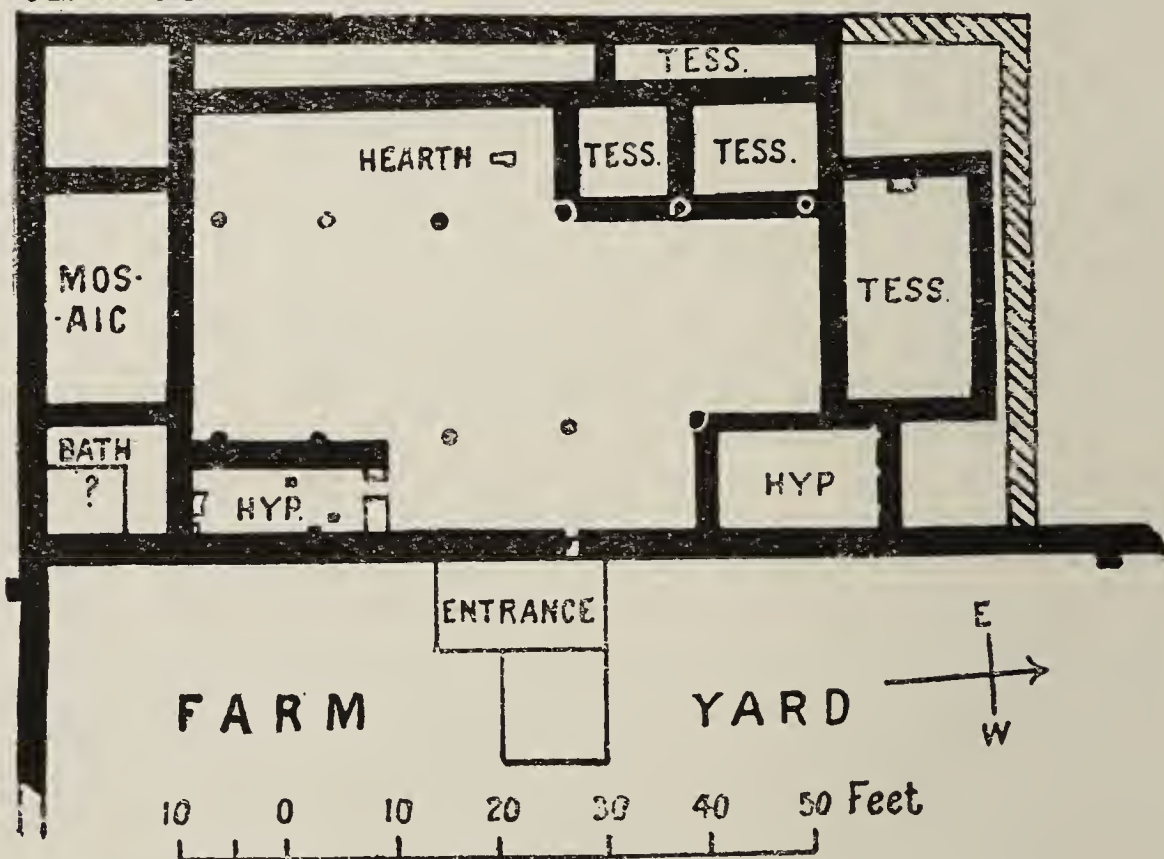 TESS.
HEARTH
TESS.
TESS.
MOS-
-AIC
TESS.
BATH
?
HYP.
HYP
ENTRANCE
E
W
FARM YARD
10 0 10 20 30 40 50 Feet